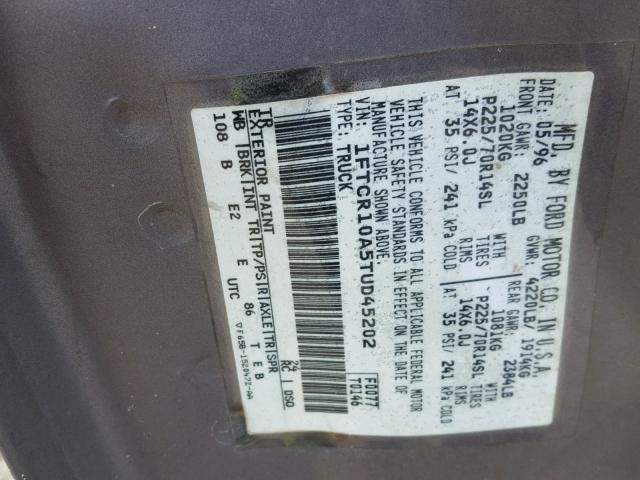 MFD. BY FORD MOTOR CO. IN U.S.A.
DATE: 05/96 GVWR: 4220LB/ 1914KG
FRONT GAWR: 2250LB REAR GAWR: 2384LB
1020KG WITH 1081KG WITH
P225/70R14SL TIRES P225/70R14SL TIRES
14X6.0J RIMS 14X6.0J RIMS
AT 35 PSI/ 241 kPa COLD AT 35 PSI/ 241 kPa COLD
THIS VEHICLE CONFORMS TO ALL APPLICABLE FEDERAL MOTOR
VEHICLE SAFETY STANDARDS IN EFFECT ON THE DATE OF
MANUFACTURE SHOWN ABOVE.
VIN: 1FTCR10A5TUD45202 F0077
TYPE: TRUCK T0146
EXTERIOR PAINT
TR 24 RC DSO
WB BRK INT TR TP/PS R AXLE TR SPR
108 B E2 E 86 T E B
UTC